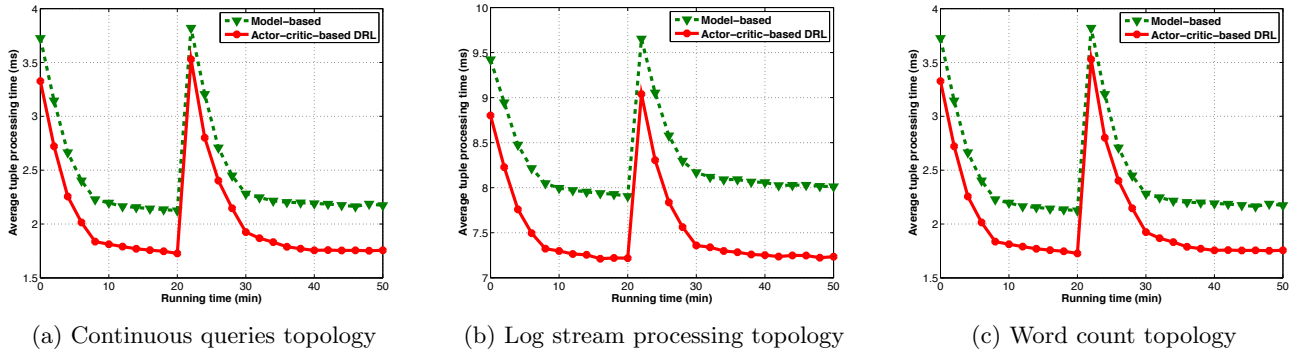 4
3.5
3
2.5
2
1.5
Average tuple processing time (ms)
0 10 20 30 40 50
Running time (min)
Model−based
Actor−critic−based DRL
(a) Continuous queries topology
10
9.5
9
8.5
8
7.5
7
Average tuple processing time (ms)
0 10 20 30 40 50
Running time (min)
Model−based
Actor−critic−based DRL
(b) Log stream processing topology
4
3.5
3
2.5
2
1.5
Average tuple processing time (ms)
0 10 20 30 40 50
Running time (min)
Model−based
Actor−critic−based DRL
(c) Word count topology